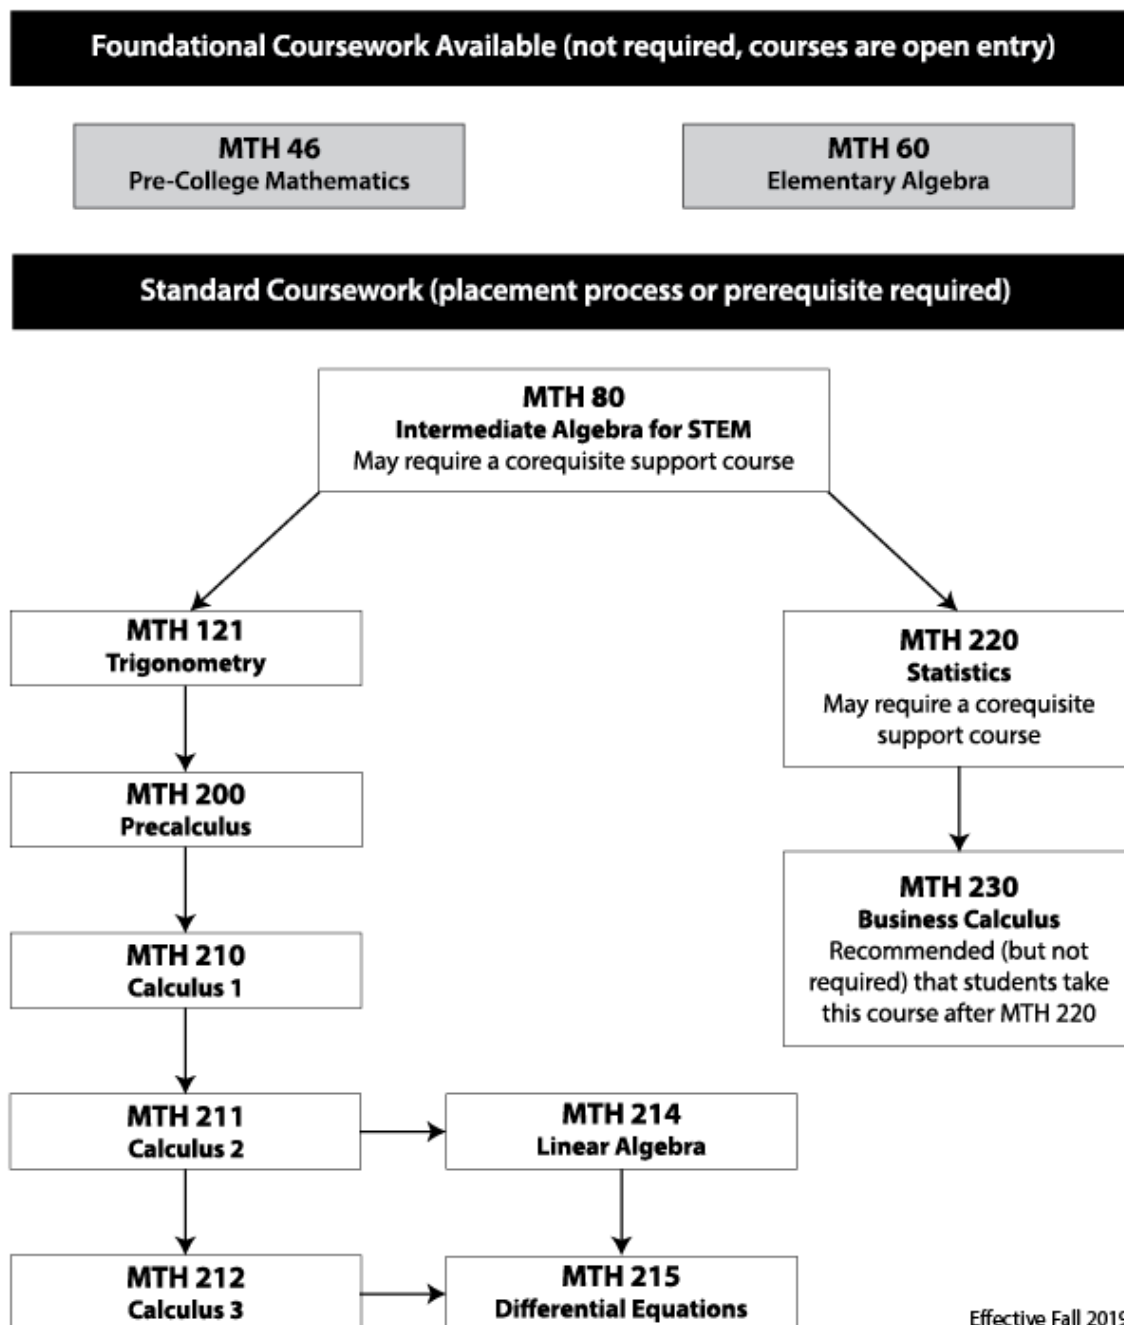 Foundational Coursework Available (not required, courses are open entry)
MTH 46
Pre-College Mathematics
MTH 60
Elementary Algebra
Standard Coursework (placement process or prerequisite required)
MTH 80
Intermediate Algebra for STEM
May require a corequisite support course
MTH 121
Trigonometry
MTH 220
Statistics
May require a corequisite
support course
MTH 200
Precalculus
MTH 230
Business Calculus
Recommended (but not
required) that students take
this course after MTH 220
MTH 210
Calculus 1
MTH 211
Calculus 2
MTH 214
Linear Algebra
MTH 212
Calculus 3
MTH 215
Differential Equations
Effective Fall 2019